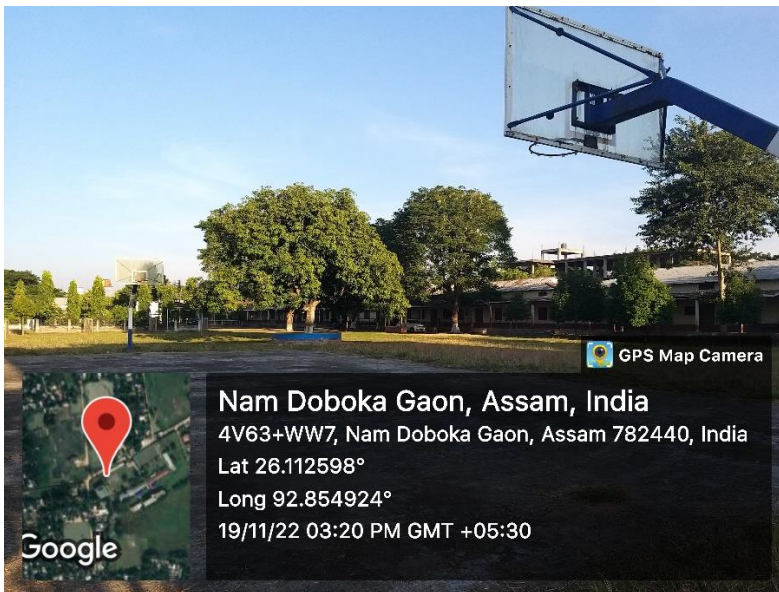 GPS Map Camera
Nam Doboka Gaon, Assam, India
4V63+WW7, Nam Doboka Gaon, Assam 782440, India
Lat 26.112598°
Long 92.854924°
19/11/22 03:20 PM GMT +05:30
Google